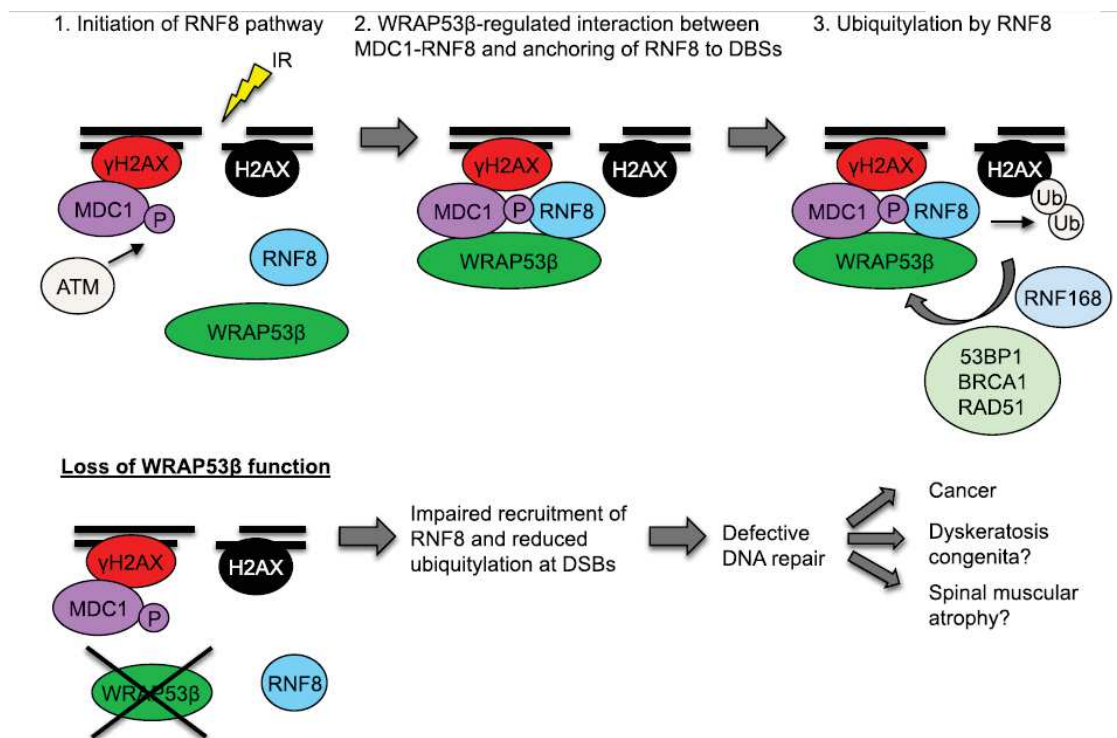 1. Initiation of RNF8 pathway
2. WRAP53β-regulated interaction between
MDC1-RNF8 and anchoring of RNF8 to DBSs
3. Ubiquitylation by RNF8
IR
γH2AX
H2AX
MDC1
P
ATM
RNF8
WRAP53β
γH2AX
H2AX
MDC1
P
RNF8
WRAP53β
γH2AX
H2AX
MDC1
P
RNF8
Ub
Ub
WRAP53β
RNF168
53BP1
BRCA1
RAD51
Loss of WRAP53β function
γH2AX
H2AX
MDC1
P
WRAP53β
RNF8
Impaired recruitment of
RNF8 and reduced
ubiquitylation at DSBs
Defective
DNA repair
Cancer
Dyskeratosis
congenita?
Spinal muscular
atrophy?